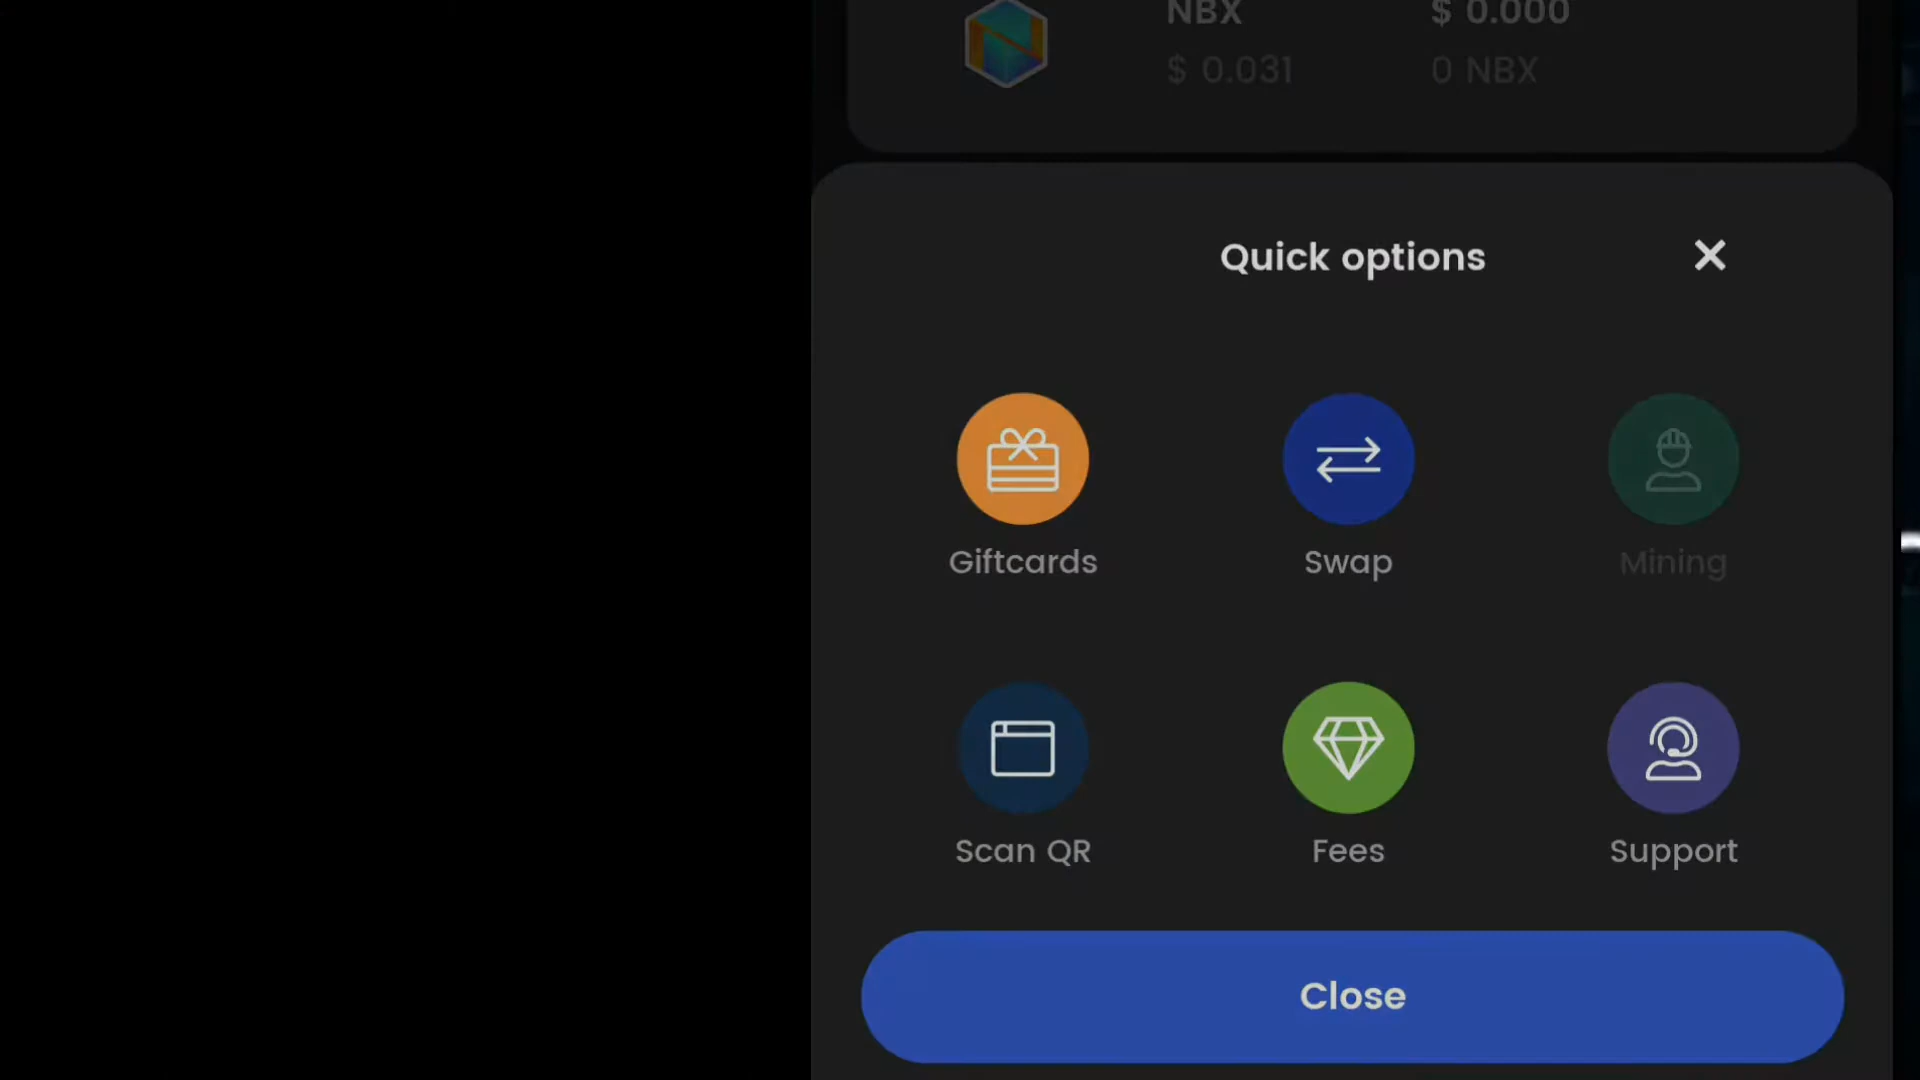 NBX $ 0.000
$ 0.031 0 NBX
Quick options
Giftcards Swap Mining
Scan QR Fees Support
Close